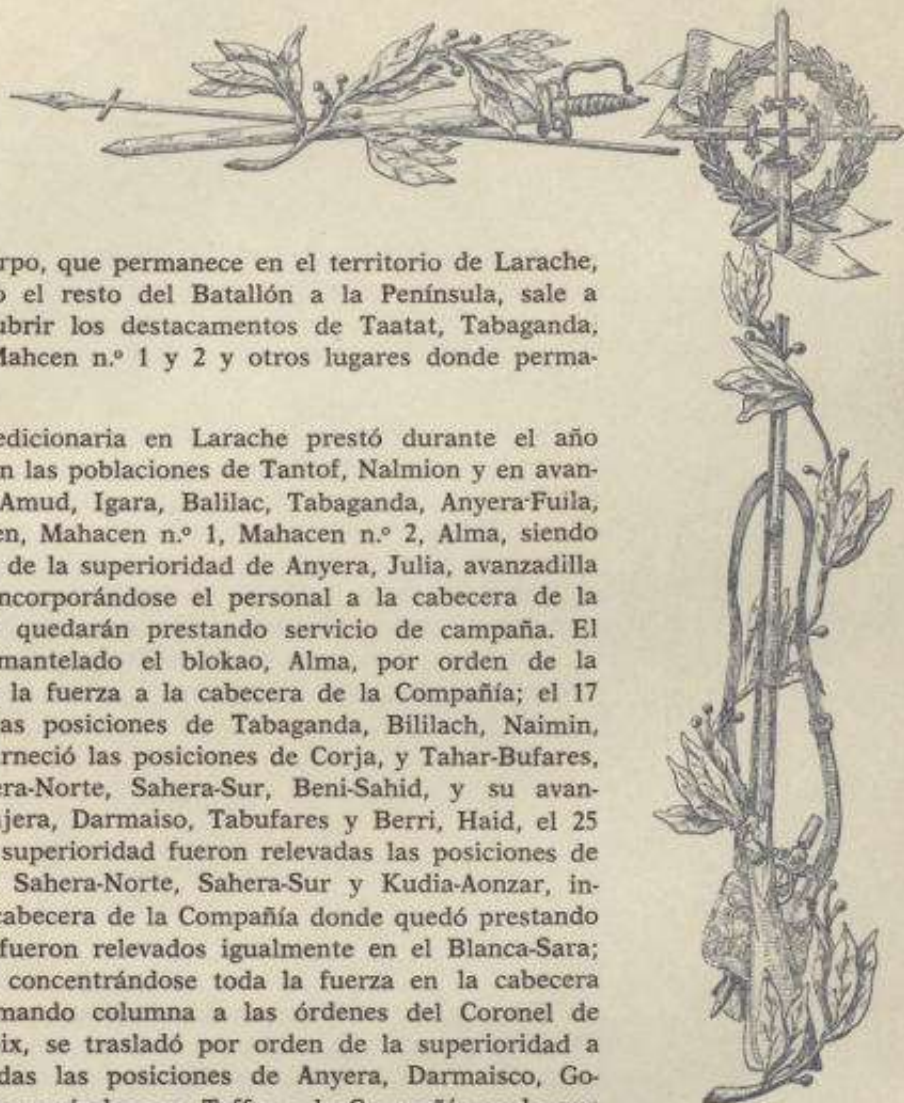 rpo, que permanece en el territorio de Larache,
o el resto del Batallón a la Península, sale a
ubrir los destacamentos de Taatat, Tabaganda,
Mahcen n.º 1 y 2 y otros lugares donde perma-
edicionaria en Larache prestó durante el año
n las poblaciones de Tantof, Nalmion y en avan-
Amud, Igara, Balilac, Tabaganda, Anyera-Fuila,
en, Mahacen n.º 1, Mahacen n.º 2, Alma, siendo
de la superioridad de Anyera, Julia, avanzadilla
ncorporándose el personal a la cabecera de la
quedarán prestando servicio de campaña. El
mantelado el blokao, Alma, por orden de la
la fuerza a la cabecera de la Compañía; el 17
as posiciones de Tabaganda, Bililach, Naimin,
arneció las posiciones de Corja, y Tahar-Bufares,
era-Norte, Sahera-Sur, Beni-Sahid, y su avan-
ajera, Darmaiso, Tabufares y Berri, Haid, el 25
superioridad fueron relevadas las posiciones de
Sahera-Norte, Sahera-Sur y Kudia-Aonzar, in-
cabecera de la Compañía donde quedó prestando
fueron relevados igualmente en el Blanca-Sara;
concentrándose toda la fuerza en la cabecera
mando columna a las órdenes del Coronel de
ix, se trasladó por orden de la superioridad a
das las posiciones de Anyera, Darmaisco, Go-